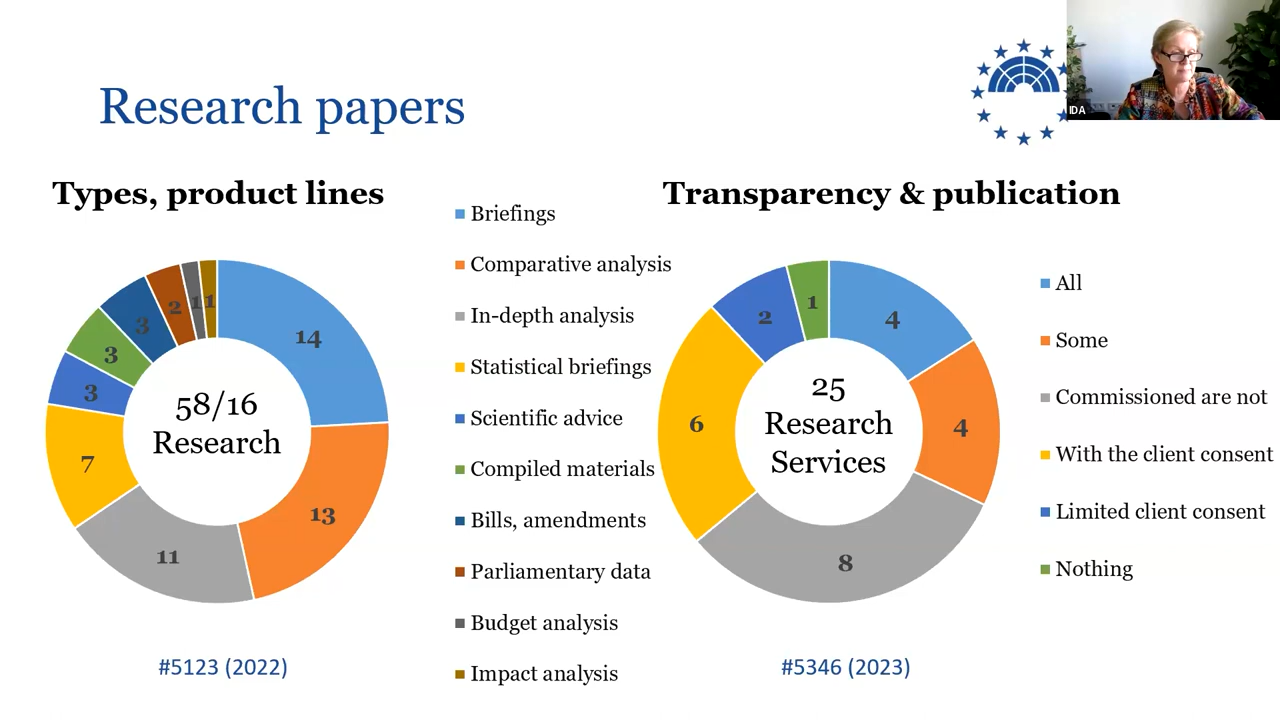 Research papers
IDA
Types, product lines
14
13
11
7
3
3
3
2
1
1
58/16
Research
#5123 (2022)
Briefings
Comparative analysis
In-depth analysis
Statistical briefings
Scientific advice
Compiled materials
Bills, amendments
Parliamentary data
Budget analysis
Impact analysis
Transparency & publication
4
4
8
6
2
1
25
Research
Services
#5346 (2023)
All
Some
Commissioned are not
With the client consent
Limited client consent
Nothing